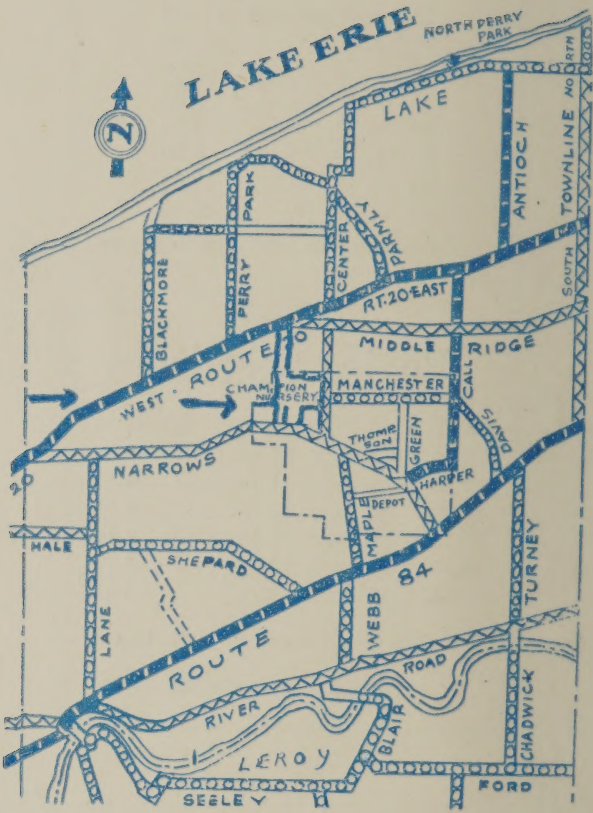 NORTH PERRY
PARK
LAKE ERIE
N
LAKE
NORTH
TOWNLINE
SOUTH
ANTIOCH
PARK
PERRY
BLACKMORE
CENTER
PARMLY
RT. 20 EAST
WEST - ROUTE
20
MIDDLE RIDGE
CHAMPION
NURSERY
MANCHESTER
CALL
THOMP
SON
GREEN
DAVIS
NARROWS
HARPER
DEPOT
MAPLE
HALE
SHEPARD
LANE
ROUTE 84
WEBB
TURNEY
RIVER ROAD
BLAIR
CHADWICK
LEROY
SEELEY
FORD